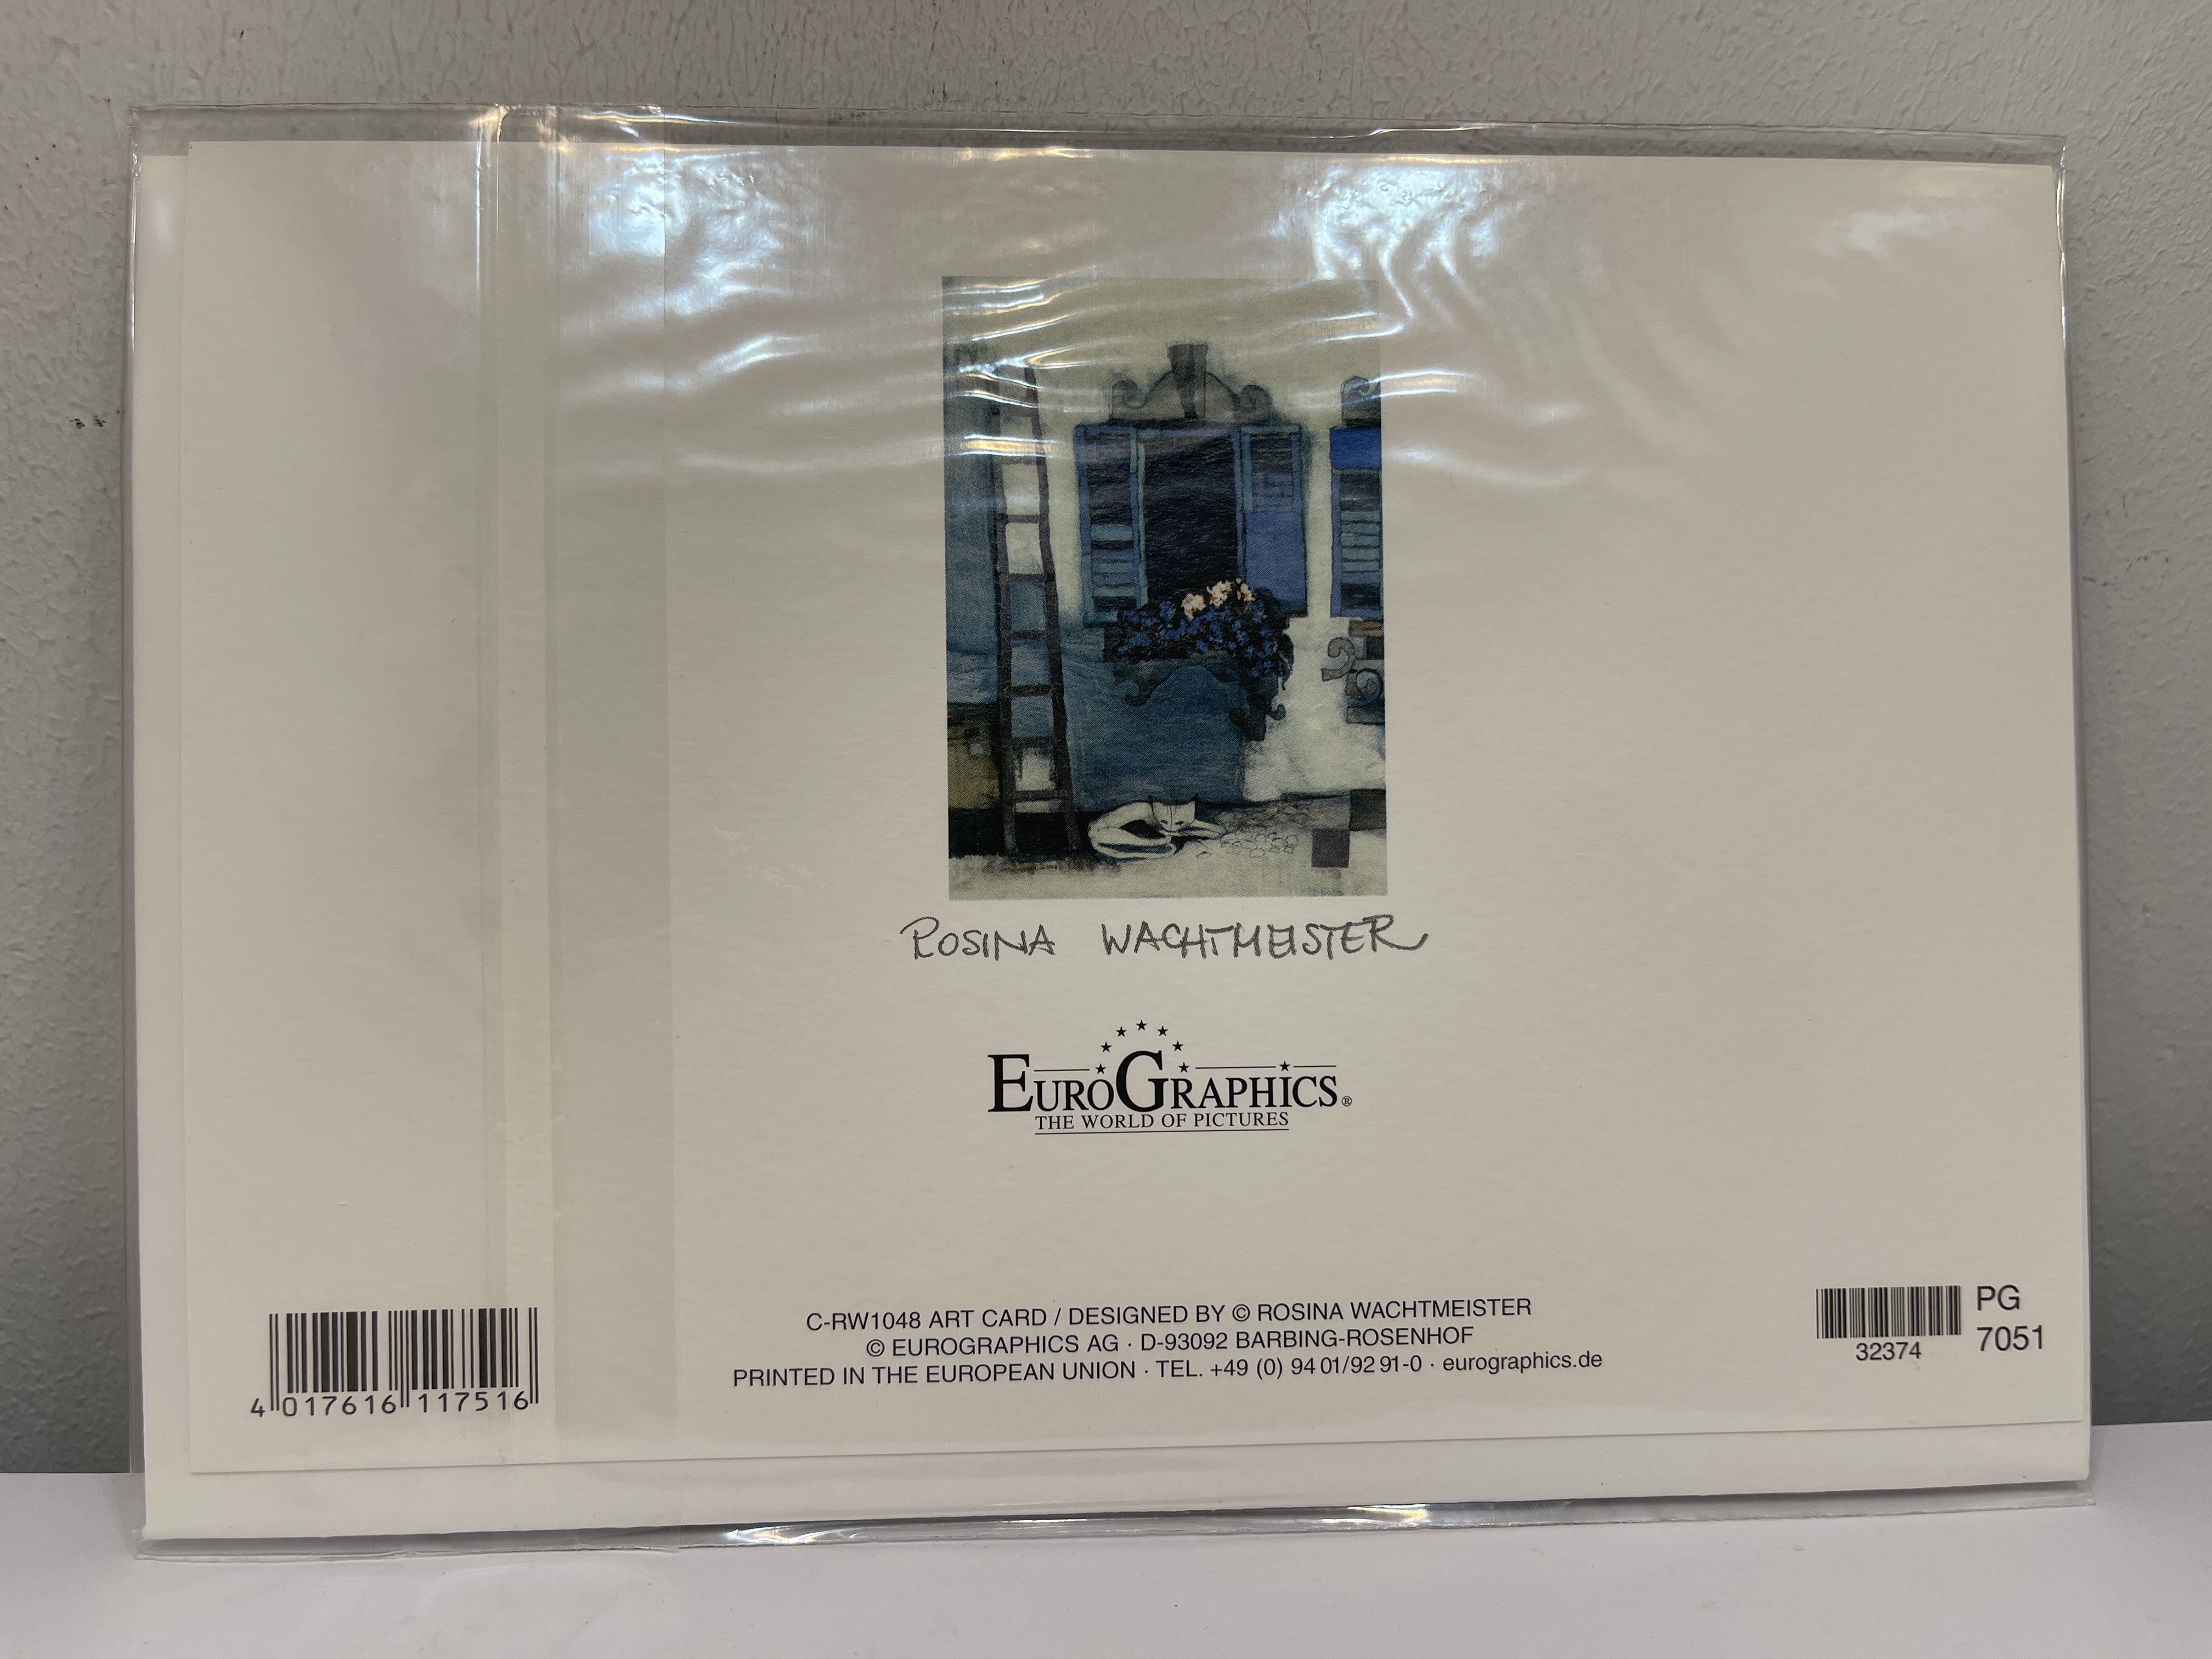 ROSINA WACHTMEISTER
EUROGRAPHICS®
THE WORLD OF PICTURES
C-RW1048 ART CARD / DESIGNED BY © ROSINA WACHTMEISTER
© EUROGRAPHICS AG · D-93092 BARBING-ROSENHOF
PRINTED IN THE EUROPEAN UNION · TEL. +49 (0) 94 01/92 91-0 · eurographics.de
4 017616 117516
32374
PG
7051